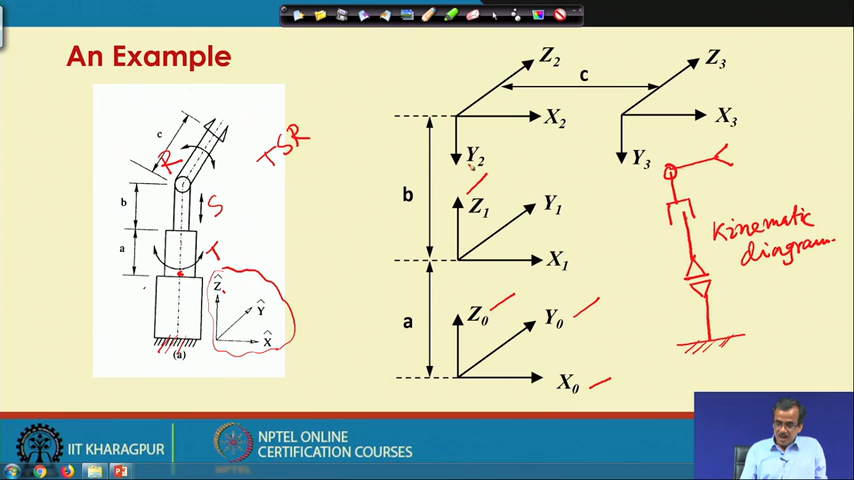 An Example
c
R
TSR
b
S
a
T
Z
Y
X
(a)
Z2
c
Z3
X2
X3
Y2
Y3
b
Z1
Y1
X1
a
Z0
Y0
X0
Kinematic
diagram
IIT KHARAGPUR
NPTEL ONLINE
CERTIFICATION COURSES
NPTEL